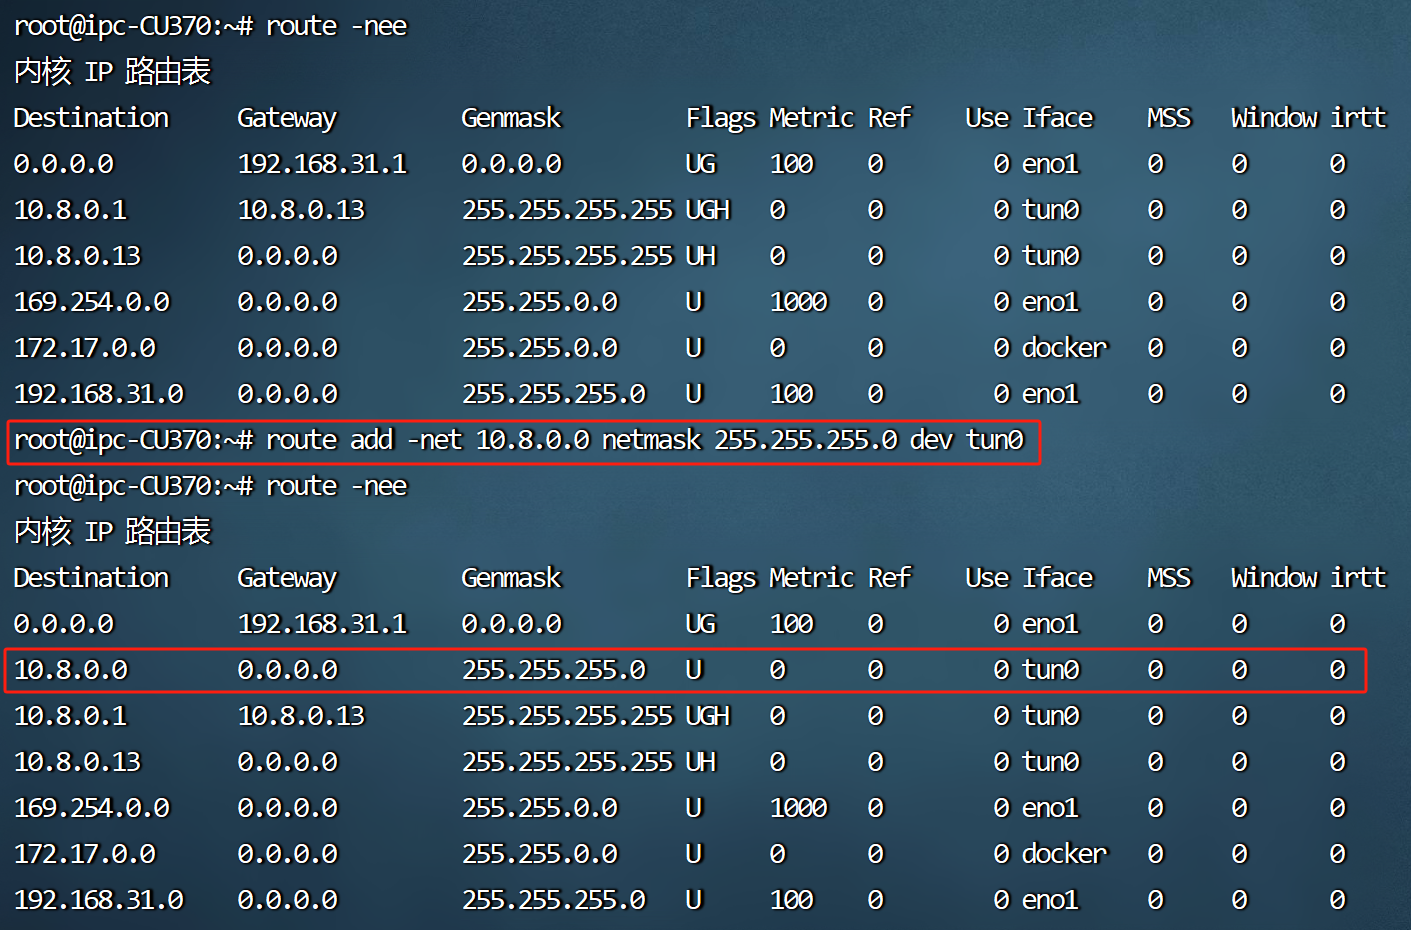 root@ipc-CU370:~# route -nee
内核 IP 路由表
Destination     Gateway         Genmask         Flags Metric Ref    Use Iface    MSS   Window irtt
0.0.0.0         192.168.31.1    0.0.0.0         UG    100    0        0 eno1     0     0      0
10.8.0.1        10.8.0.13       255.255.255.255 UGH   0      0        0 tun0     0     0      0
10.8.0.13       0.0.0.0         255.255.255.255 UH    0      0        0 tun0     0     0      0
169.254.0.0     0.0.0.0         255.255.0.0     U     1000   0        0 eno1     0     0      0
172.17.0.0      0.0.0.0         255.255.0.0     U     0      0        0 docker   0     0      0
192.168.31.0    0.0.0.0         255.255.255.0   U     100    0        0 eno1     0     0      0
root@ipc-CU370:~# route add -net 10.8.0.0 netmask 255.255.255.0 dev tun0
root@ipc-CU370:~# route -nee
内核 IP 路由表
Destination     Gateway         Genmask         Flags Metric Ref    Use Iface    MSS   Window irtt
0.0.0.0         192.168.31.1    0.0.0.0         UG    100    0        0 eno1     0     0      0
10.8.0.0        0.0.0.0         255.255.255.0   U     0      0        0 tun0     0     0      0
10.8.0.1        10.8.0.13       255.255.255.255 UGH   0      0        0 tun0     0     0      0
10.8.0.13       0.0.0.0         255.255.255.255 UH    0      0        0 tun0     0     0      0
169.254.0.0     0.0.0.0         255.255.0.0     U     1000   0        0 eno1     0     0      0
172.17.0.0      0.0.0.0         255.255.0.0     U     0      0        0 docker   0     0      0
192.168.31.0    0.0.0.0         255.255.255.0   U     100    0        0 eno1     0     0      0